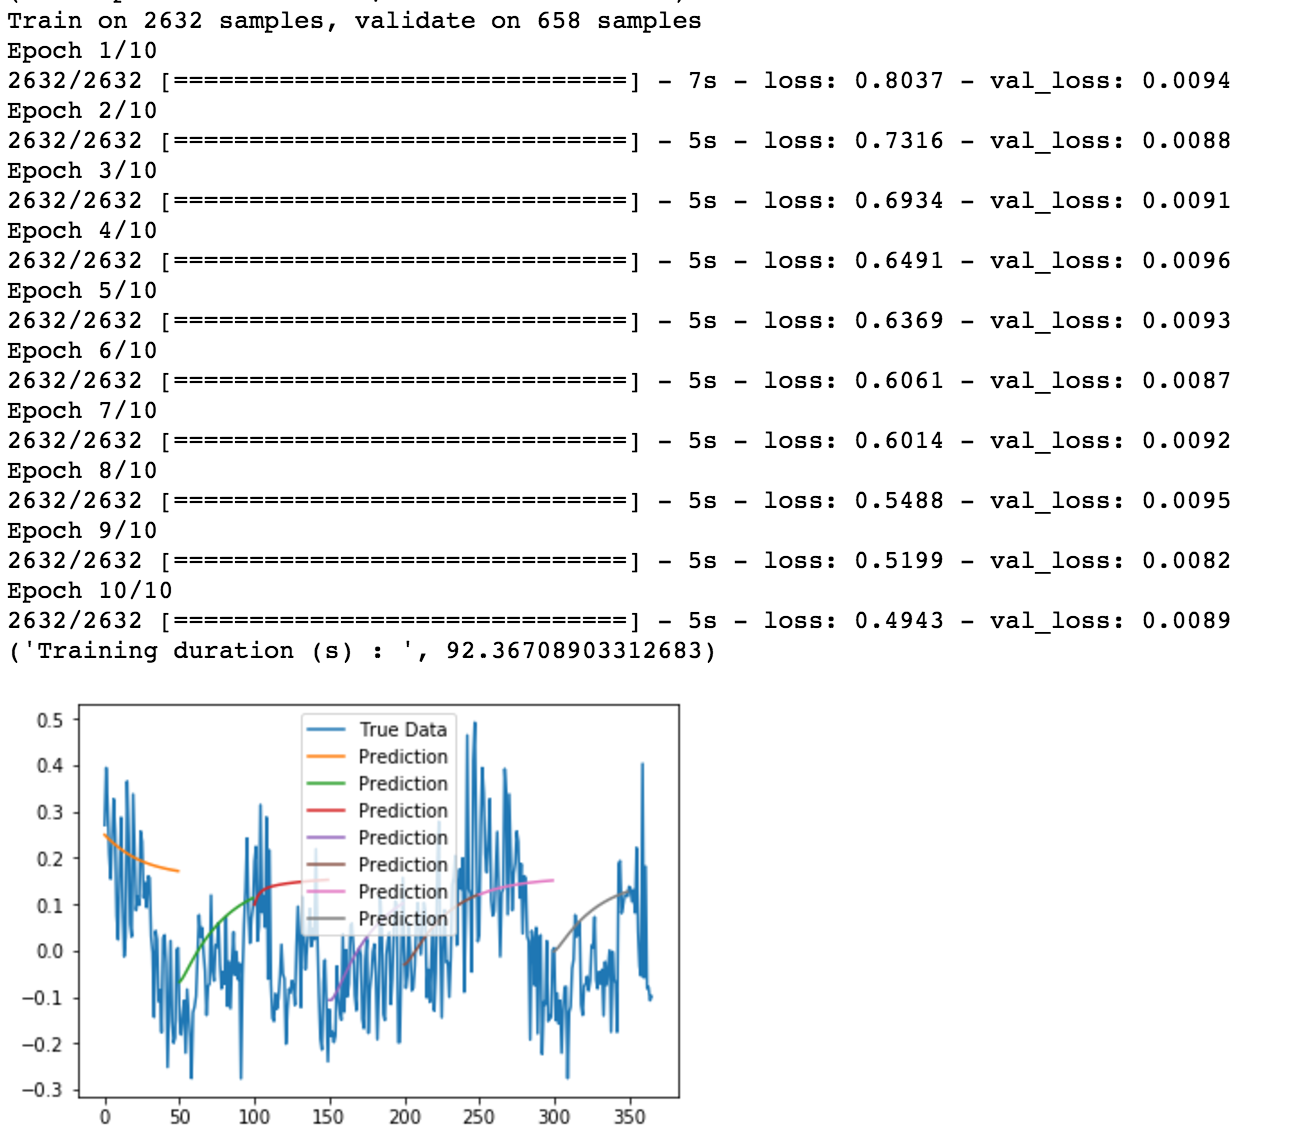 Train on 2632 samples, validate on 658 samples
Epoch 1/10
2632/2632 [==============================] - 7s - loss: 0.8037 - val_loss: 0.0094
Epoch 2/10
2632/2632 [==============================] - 5s - loss: 0.7316 - val_loss: 0.0088
Epoch 3/10
2632/2632 [==============================] - 5s - loss: 0.6934 - val_loss: 0.0091
Epoch 4/10
2632/2632 [==============================] - 5s - loss: 0.6491 - val_loss: 0.0096
Epoch 5/10
2632/2632 [==============================] - 5s - loss: 0.6369 - val_loss: 0.0093
Epoch 6/10
2632/2632 [==============================] - 5s - loss: 0.6061 - val_loss: 0.0087
Epoch 7/10
2632/2632 [==============================] - 5s - loss: 0.6014 - val_loss: 0.0092
Epoch 8/10
2632/2632 [==============================] - 5s - loss: 0.5488 - val_loss: 0.0095
Epoch 9/10
2632/2632 [==============================] - 5s - loss: 0.5199 - val_loss: 0.0082
Epoch 10/10
2632/2632 [==============================] - 5s - loss: 0.4943 - val_loss: 0.0089
('Training duration (s) : ', 92.36708903312683)
0.5
0.4
0.3
0.2
0.1
0.0
−0.1
−0.2
−0.3
True Data
Prediction
Prediction
Prediction
Prediction
Prediction
Prediction
Prediction
0 50 100 150 200 250 300 350